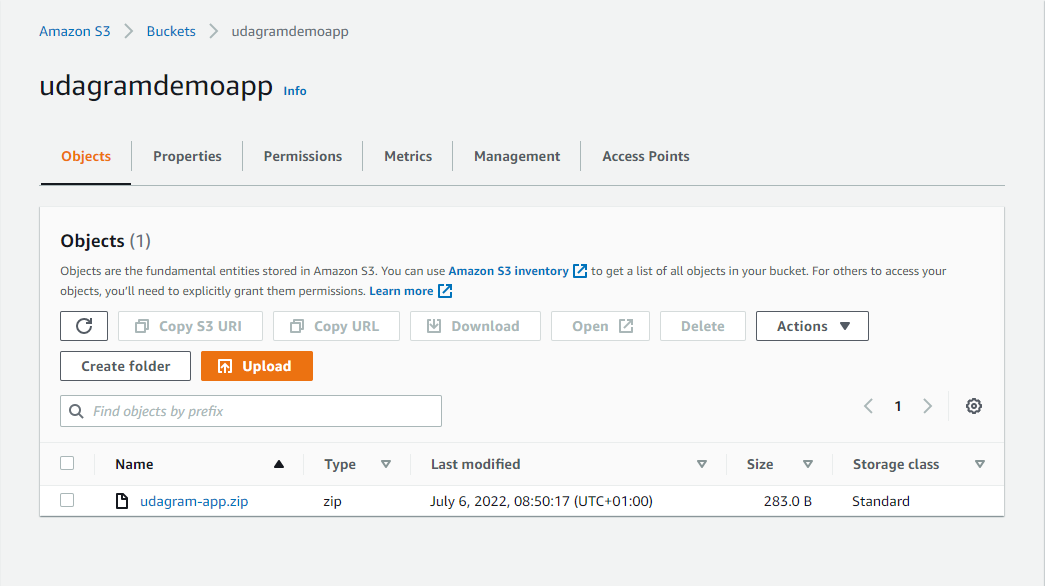 Amazon S3 > Buckets > udagramdemoapp
udagramdemoapp Info
Objects Properties Permissions Metrics Management Access Points
Objects (1)
Objects are the fundamental entities stored in Amazon S3. You can use Amazon S3 inventory to get a list of all objects in your bucket. For others to access your
objects, you'll need to explicitly grant them permissions. Learn more
Copy S3 URI Copy URL Download Open Delete Actions
Create folder Upload
Find objects by prefix 1
Name Type Last modified Size Storage class
udagram-app.zip zip July 6, 2022, 08:50:17 (UTC+01:00) 283.0 B Standard